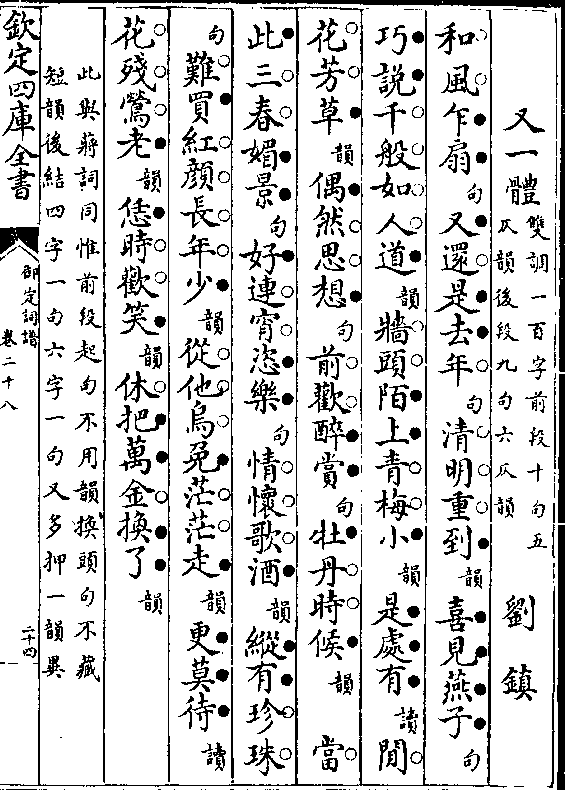 又一體 雙調一百字前段十句五
仄韻後段九句六仄韻 劉鎮
和風乍扇句又還是去年句清明重到韻喜見燕子句
巧說千般如人道韻牆頭陌上青梅小韻是處有讀閒
花芳草韻偶然思想句前歡醉賞句牡丹時候韻 當
此三春媚景句好連宵恣樂句情懷歌酒韻縱有珍珠
句難買紅顔長年少韻從他烏兎茫茫走韻更莫待讀
花殘鶯老韻恁時歡笑韻休把萬金換了韻
此與蔣詞同惟前段起句不用韻換頭句不藏
短韻後結四字一句六字一句又多押一韻異
欽定四庫全書 御定詞譜
卷二十八 二十四